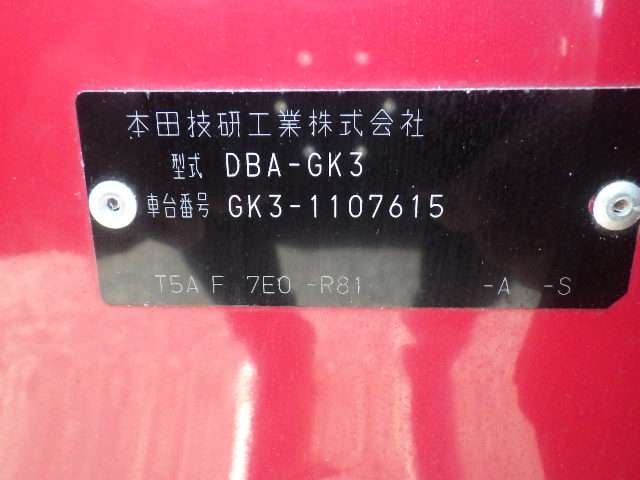 本田技研工業株式会社
型式 DBA-GK3
車台番号 GK3-1107615
T5A F 7E0 -R81 -A -S